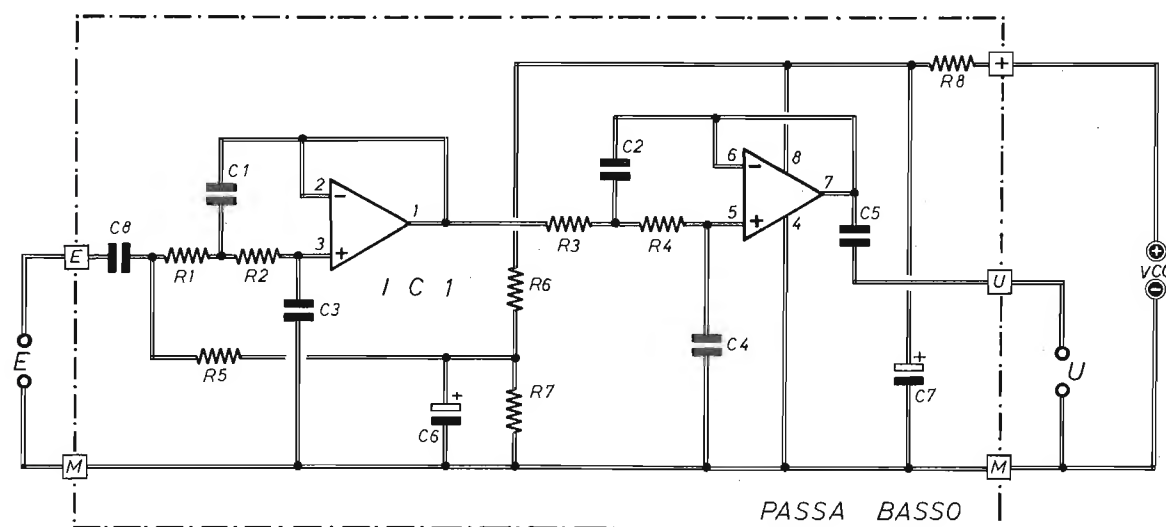 +
R8
C2
6
8
C1
2
7
1
5
4
C5
3
R3
R4
C8
E
R1
R2
I C 1
R6
VCC
U
C3
E
R5
C4
U
R7
+
C7
+
C6
M
M
PASSA BASSO